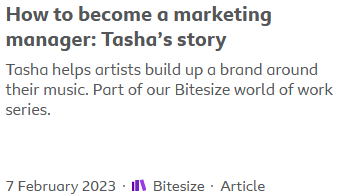 How to become a marketing
manager: Tasha's story
Tasha helps artists build up a brand around
their music. Part of our Bitesize world of work
series.
7 February 2023 · Bitesize · Article